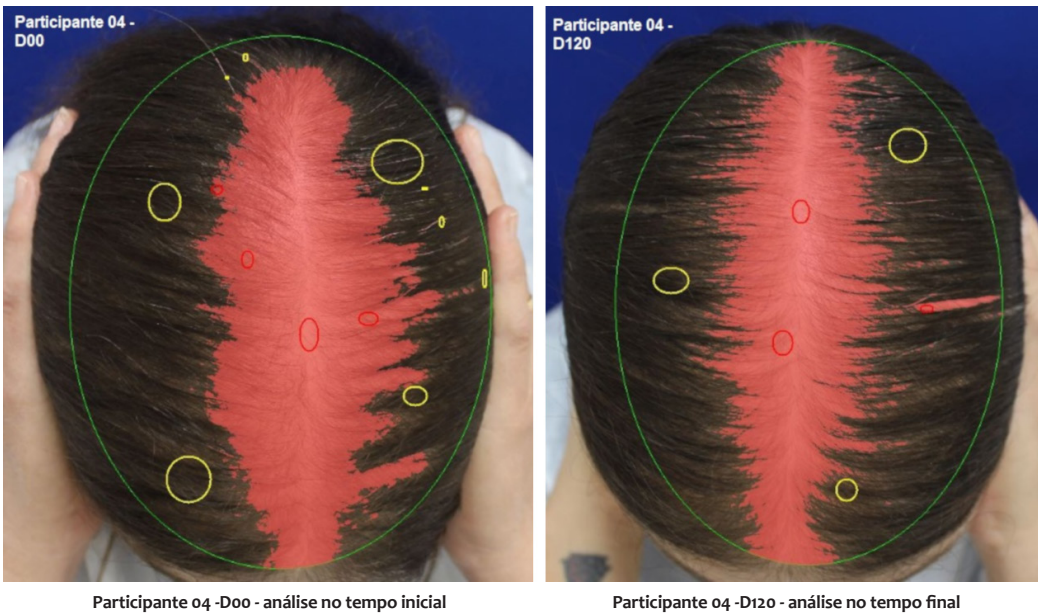 Participante 04 -
D00
Participante 04 -
D120
Participante 04 -D00 - análise no tempo inicial
Participante 04 -D120 - análise no tempo final